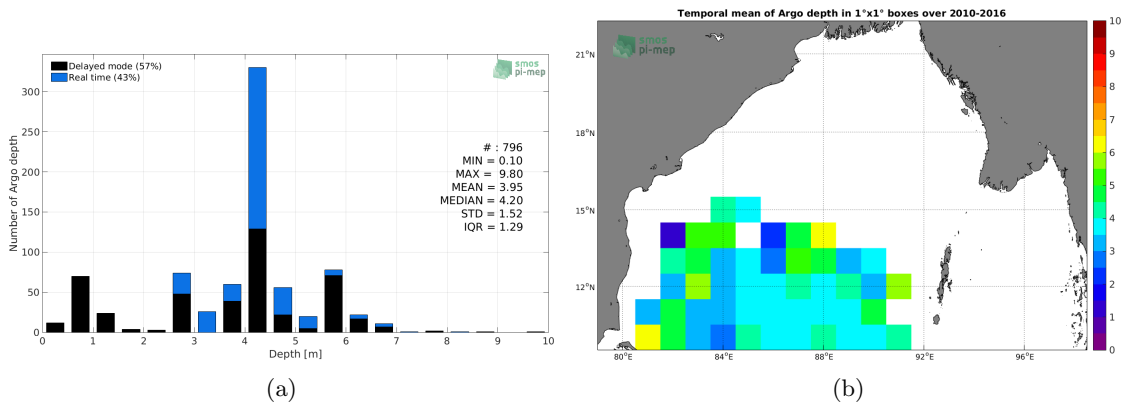 Delayed mode (57%)
Real time (43%)
smos
pi-mep
Number of Argo depth
300
250
200
150
100
50
0
# : 796
MIN = 0.10
MAX = 9.80
MEAN = 3.95
MEDIAN = 4.20
STD = 1.52
IQR = 1.29
0 1 2 3 4 5 6 7 8 9 10
Depth [m]
(a)
Temporal mean of Argo depth in 1°x1° boxes over 2010-2016
smos
pi-mep
21°N
18°N
15°N
12°N
80°E 84°E 88°E 92°E 96°E
10
9
8
7
6
5
4
3
2
1
0
(b)